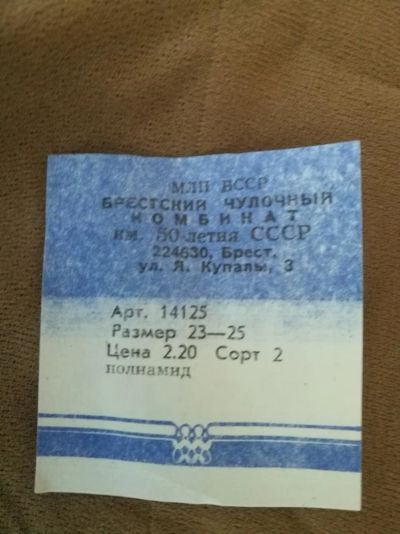 МЛП БССР
БРЕСТСКИЙ ЧУЛОЧНЫЙ
КОМБИНАТ
им. 50-летия СССР
224630, Брест.
ул. Я. Купалы, 3
Арт. 14125
Размер 23—25
Цена 2.20 Сорт 2
полиамид